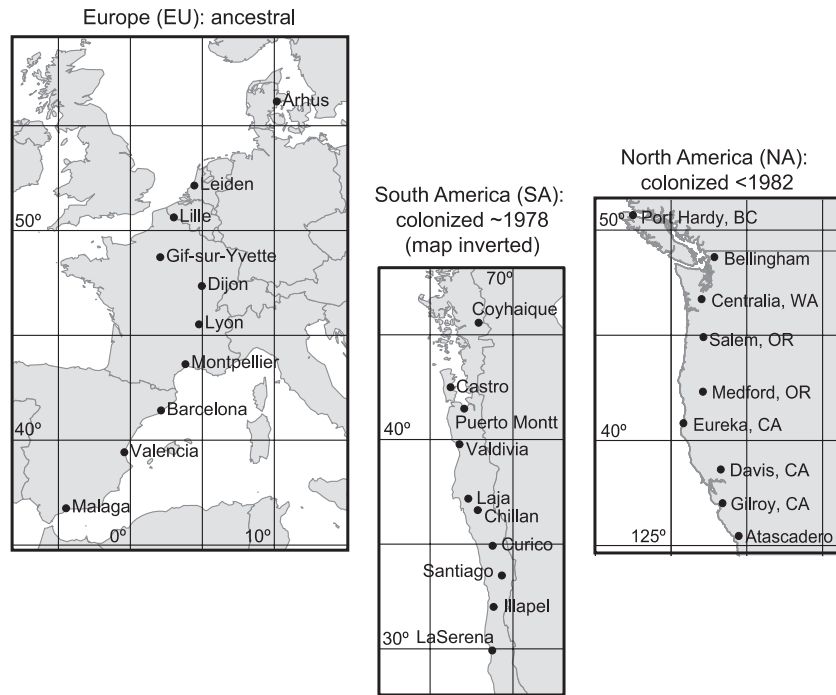 Europe (EU): ancestral
Århus
Leiden
Lille
50º
Gif-sur-Yvette
Dijon
Lyon
Montpellier
Barcelona
40º
Valencia
Malaga
0º
10º
South America (SA):
colonized ~1978
(map inverted)
70º
Coyhaique
Castro
Puerto Montt
40º
Valdivia
Laja
Chillan
Curico
Santiago
Illapel
LaSerena
30º
North America (NA):
colonized <1982
50º
Port Hardy, BC
Bellingham
Centralia, WA
Salem, OR
Medford, OR
Eureka, CA
40º
Davis, CA
Gilroy, CA
125º
Atascadero